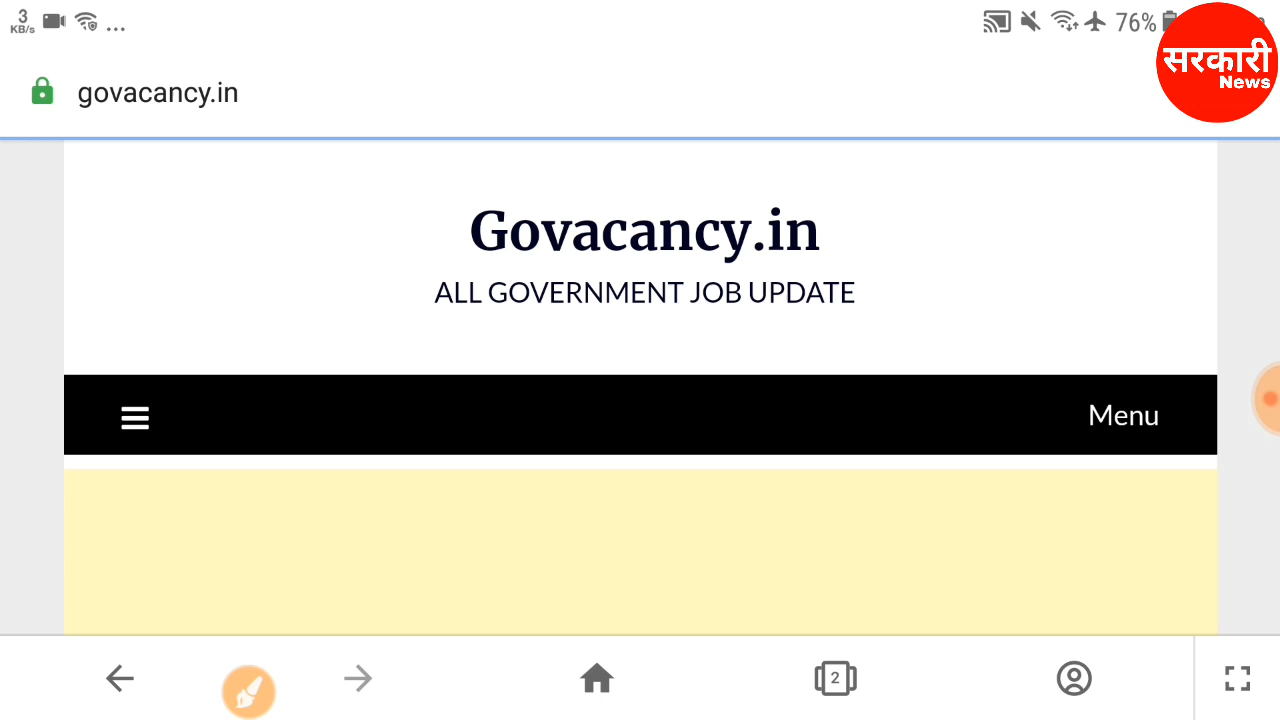 3
KB/s
...
76%
सरकारी
News
govacancy.in
Govacancy.in
ALL GOVERNMENT JOB UPDATE
Menu
2